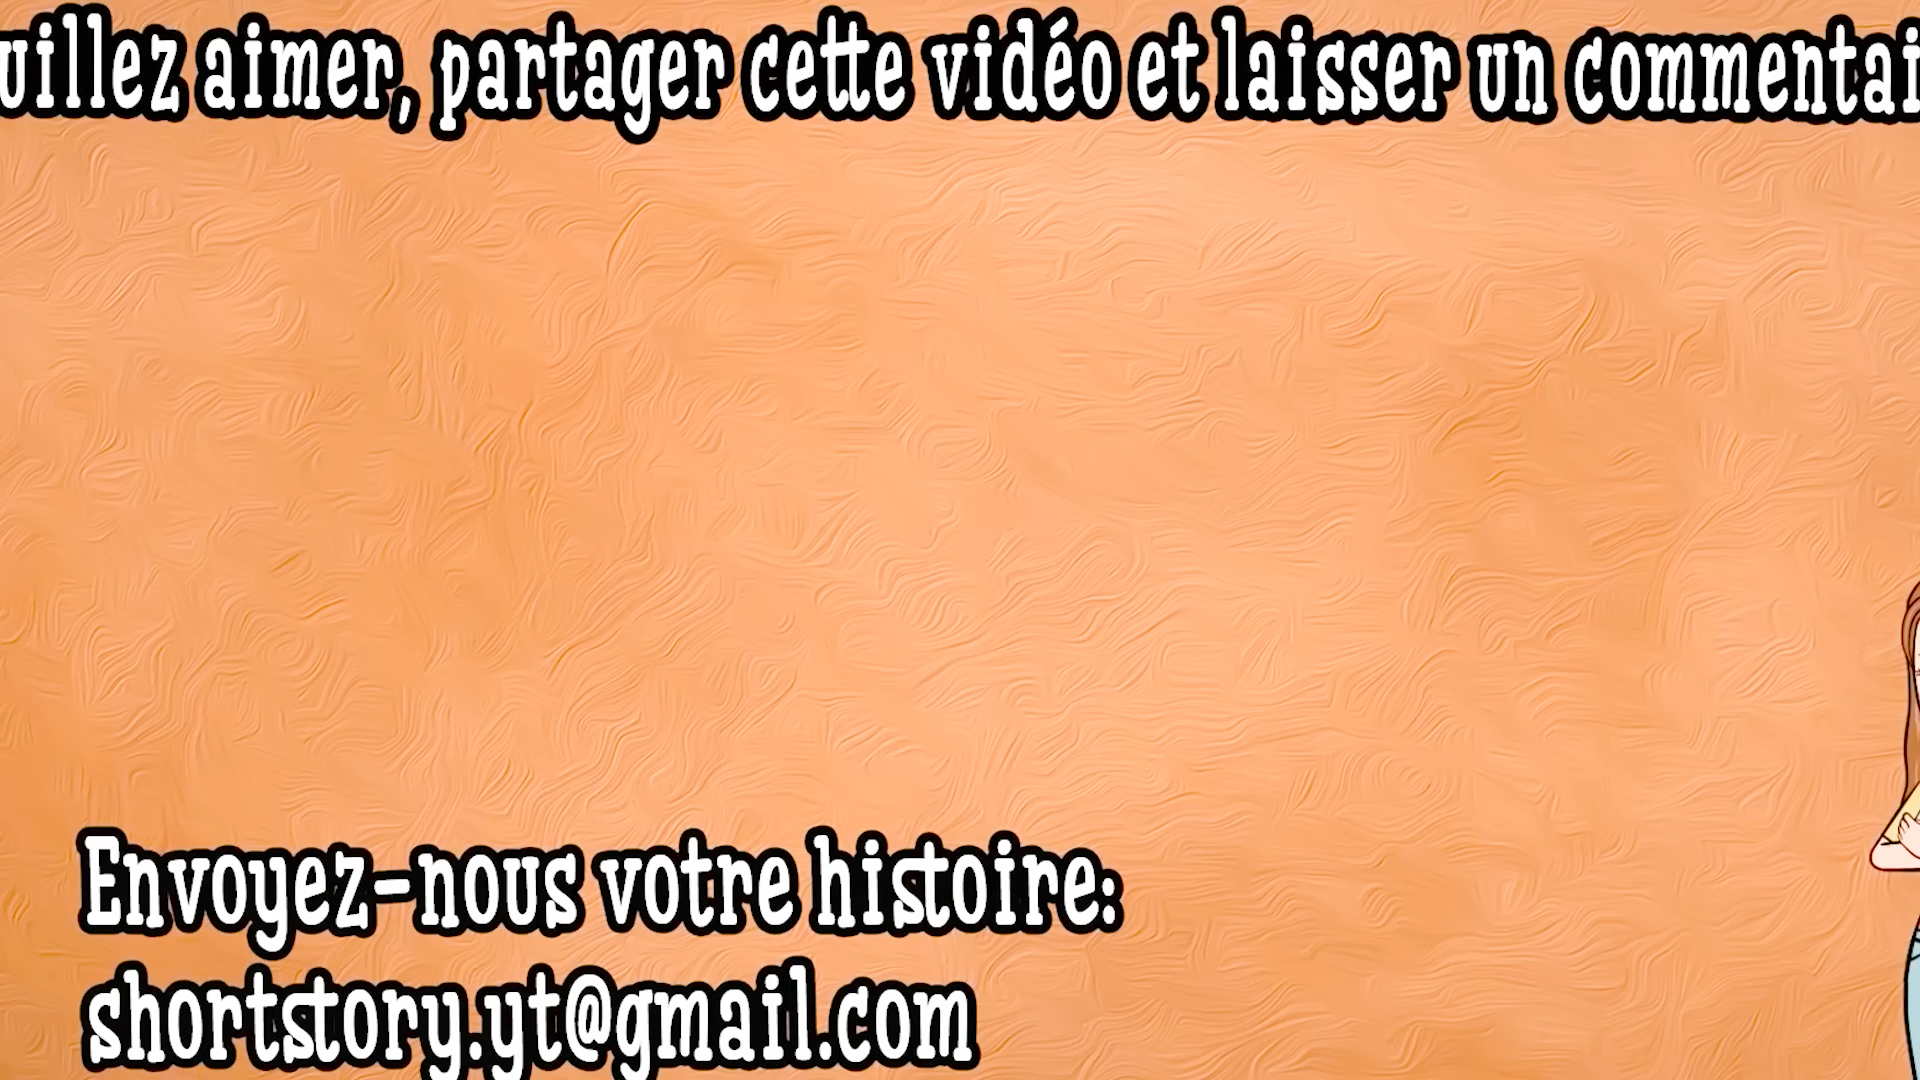 uillez aimer, partager cette vidéo et laisser un commentai
Envoyez-nous votre histoire:
shortstory.yt@gmail.com